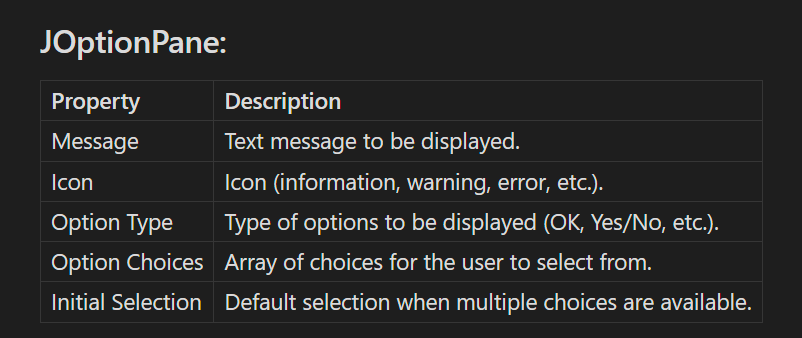 JOptionPane:
Property Description
Message Text message to be displayed.
Icon Icon (information, warning, error, etc.).
Option Type Type of options to be displayed (OK, Yes/No, etc.).
Option Choices Array of choices for the user to select from.
Initial Selection Default selection when multiple choices are available.